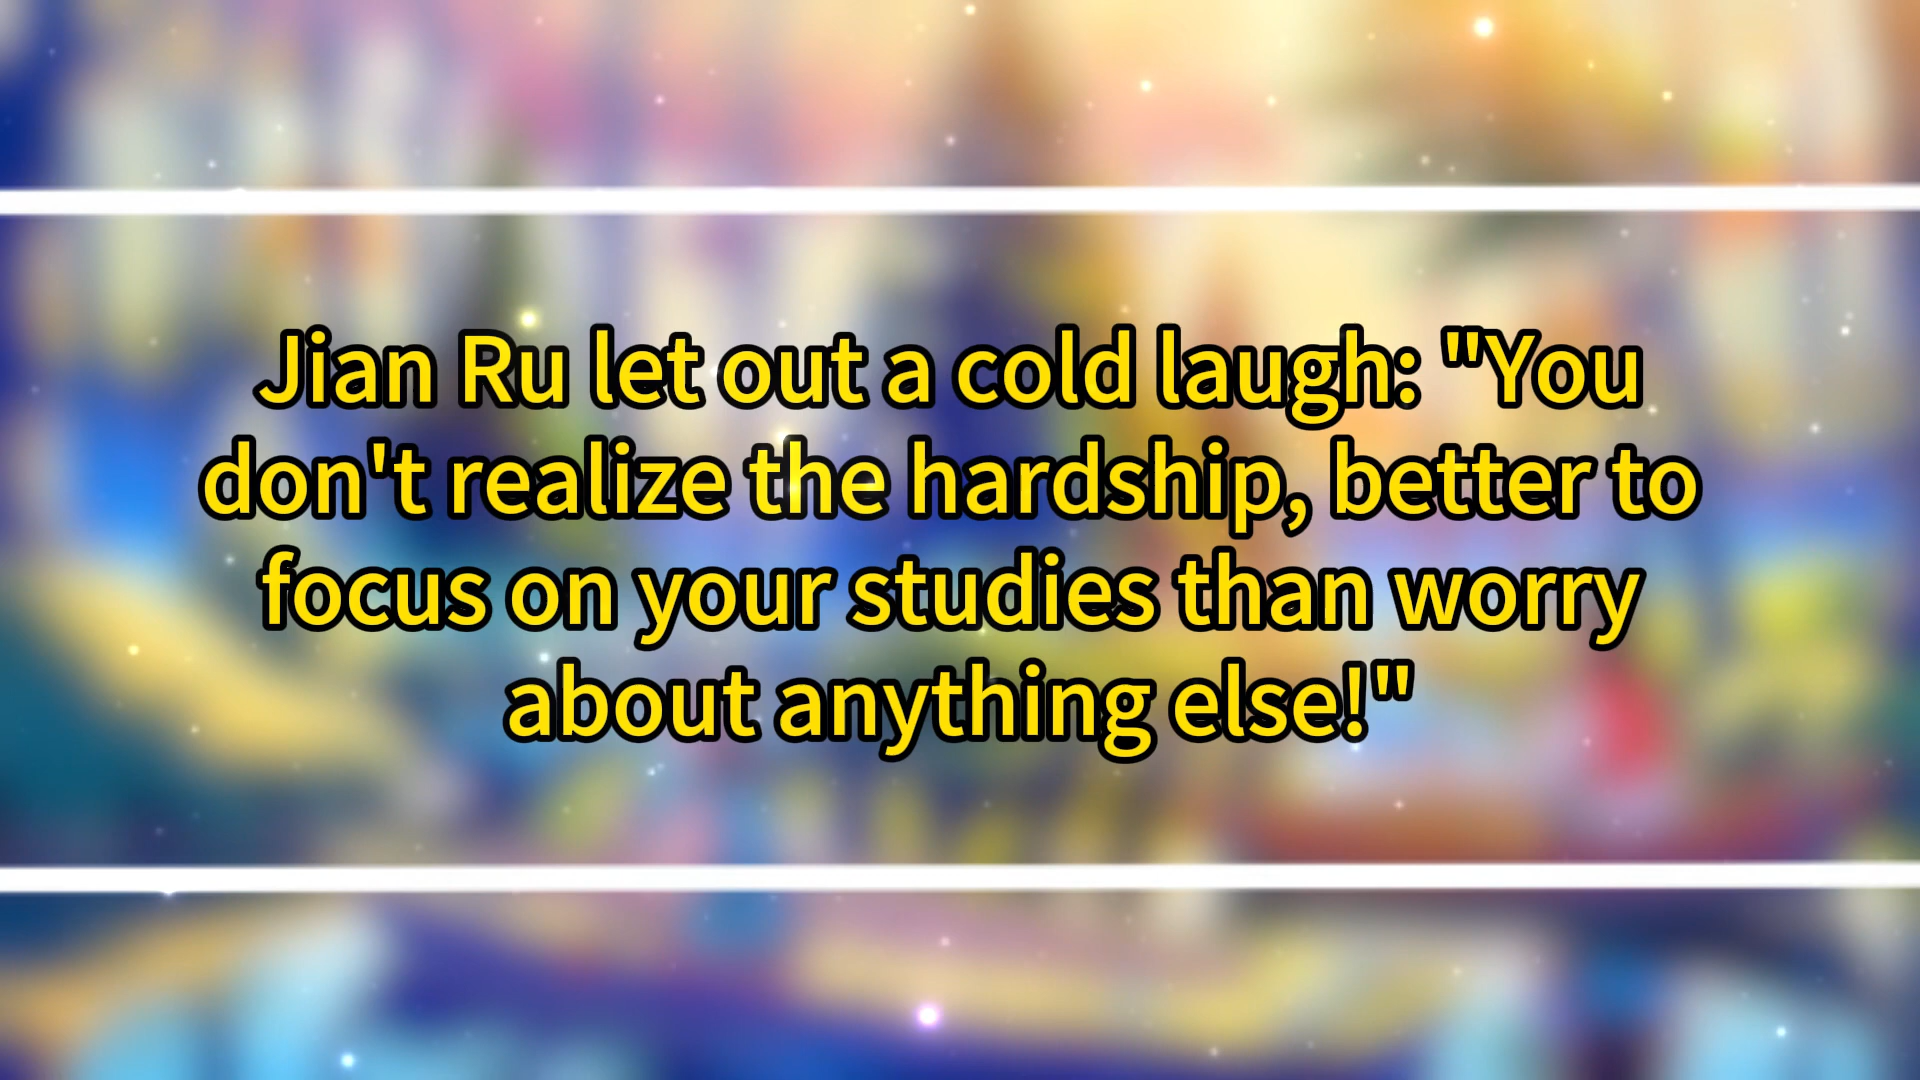 Jian Ru let out a cold laugh: "You
don't realize the hardship, better to
focus on your studies than worry
about anything else!"